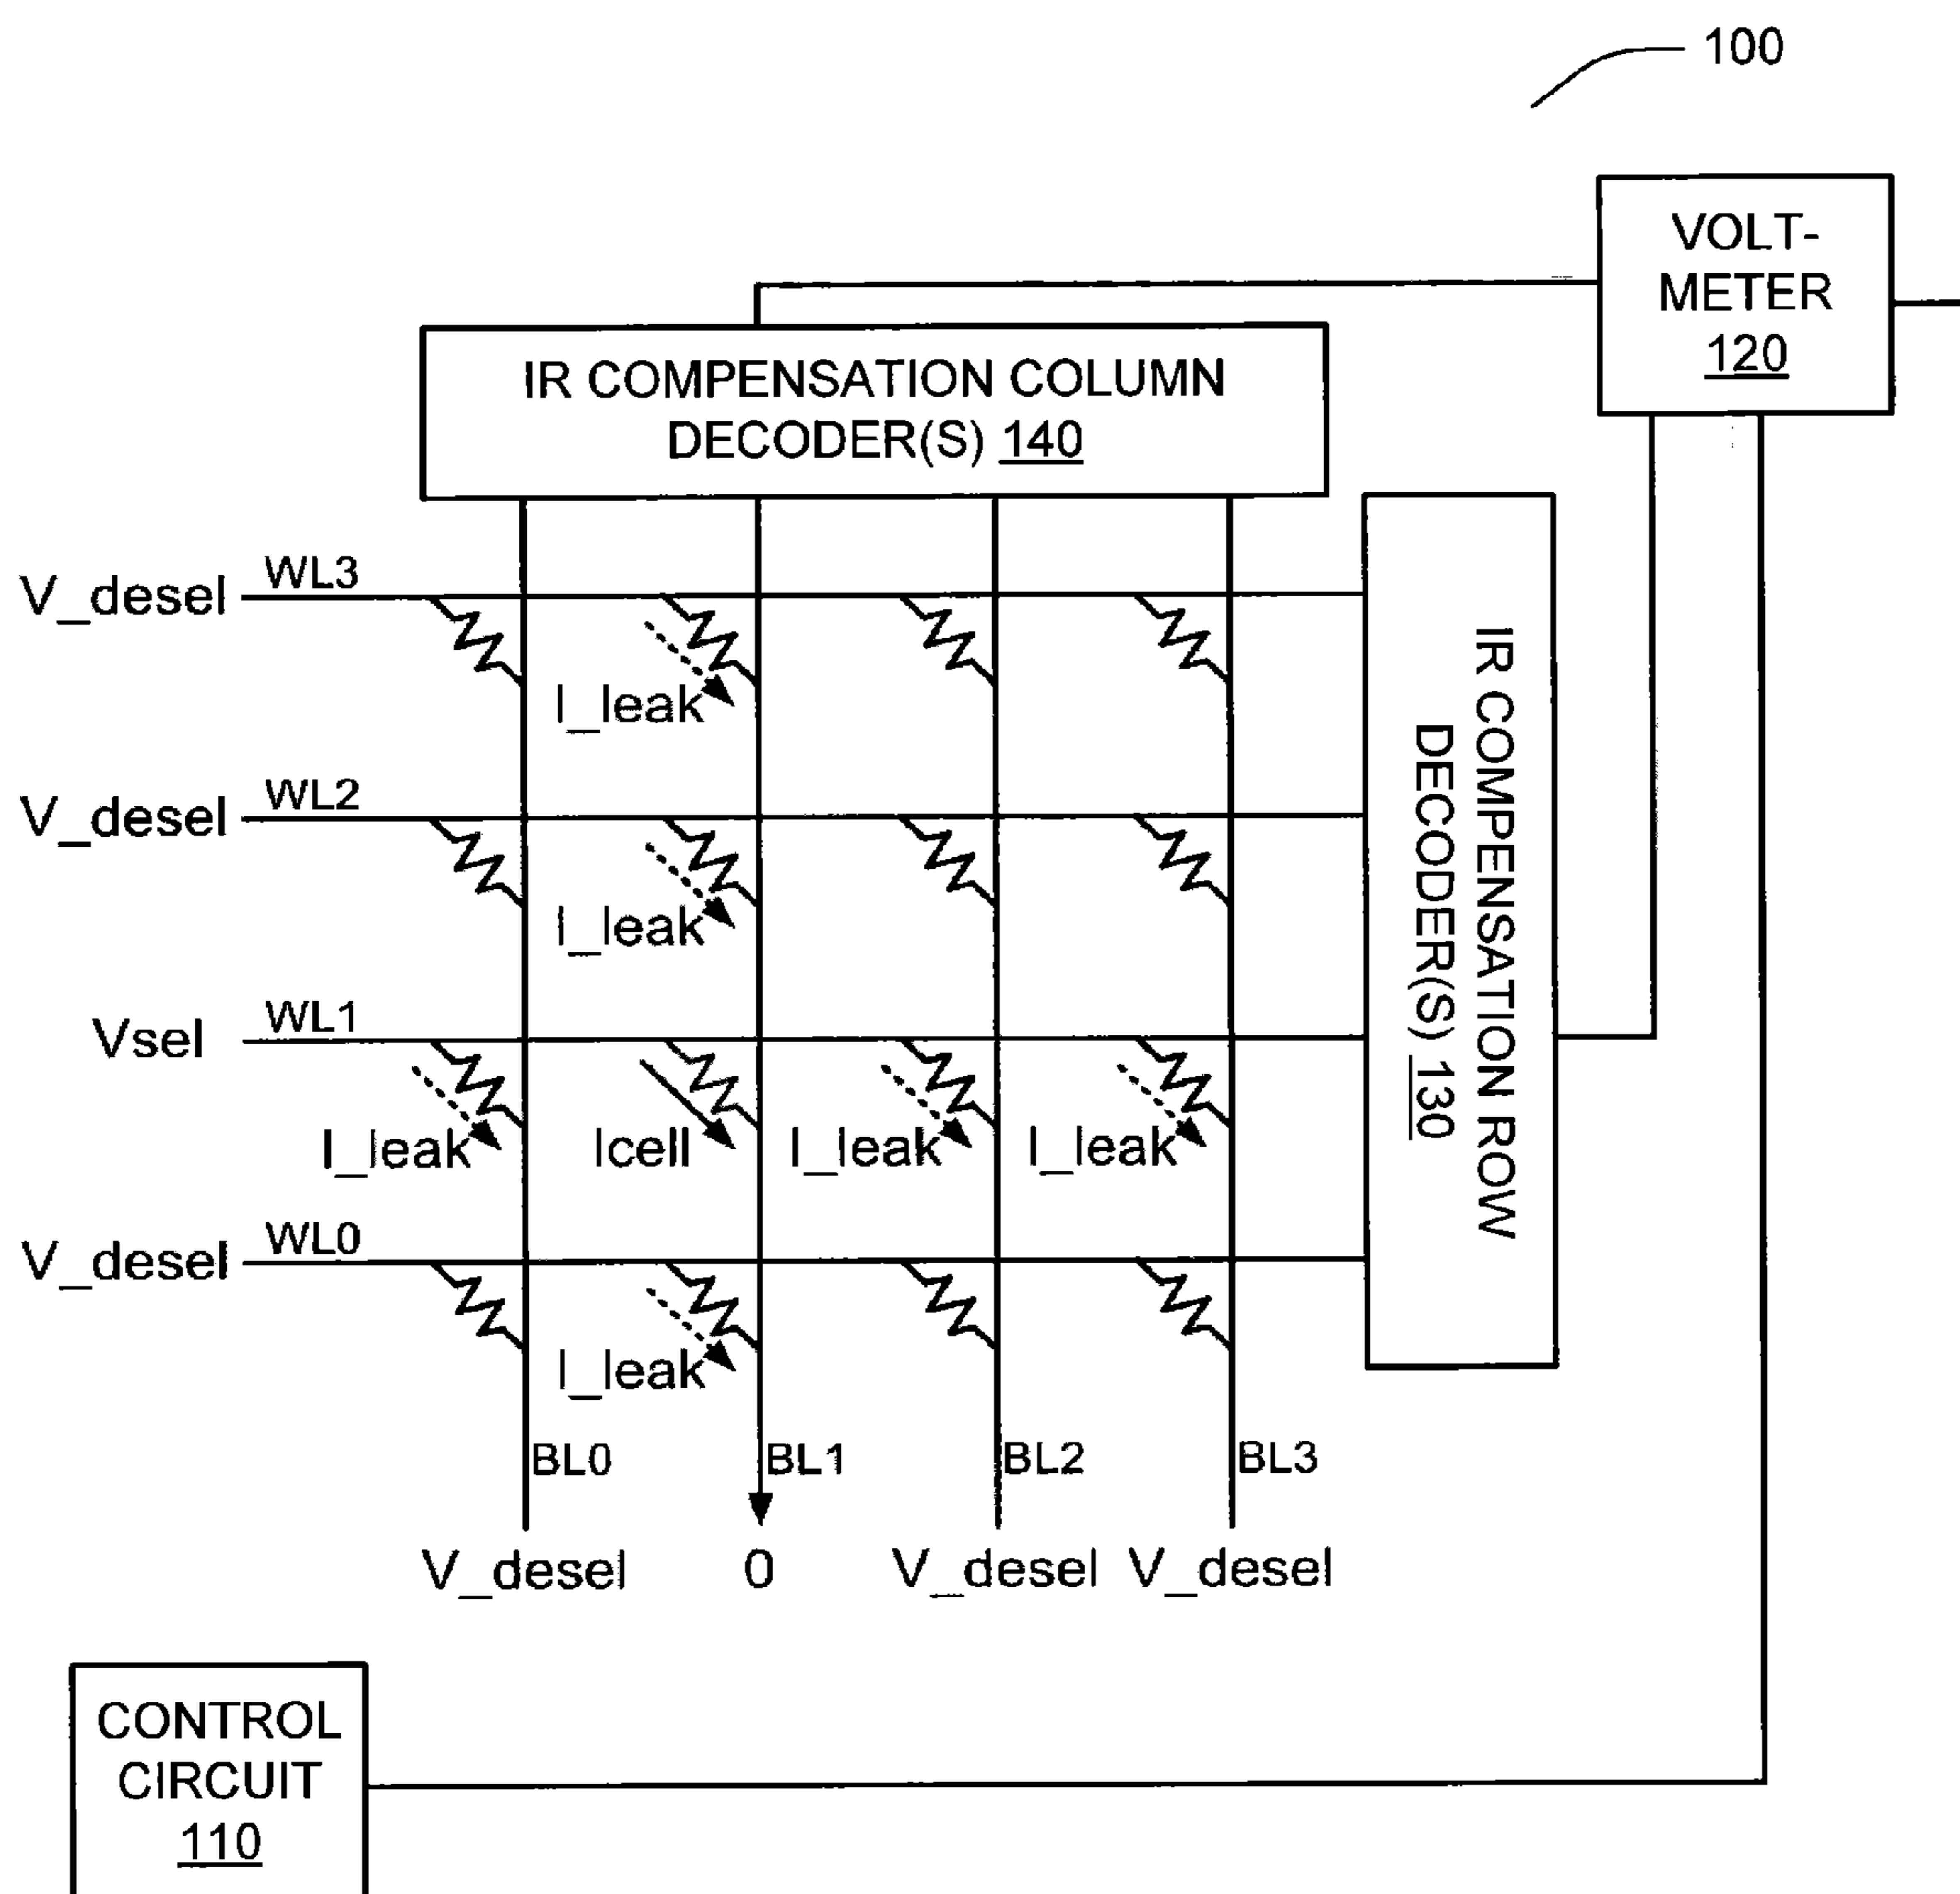 100
VOLT-
METER
120
IR COMPENSATION COLUMN
DECODER(S) 140
IR COMPENSATION ROW
DECODER(S) 130
V_desel WL3
I_leak
V_desel WL2
I_leak
Vsel WL1
I_leak Icell I_leak I_leak
V_desel WL0
I_leak
BL0 BL1 BL2 BL3
V_desel 0 V_desel V_desel
CONTROL
CIRCUIT
110